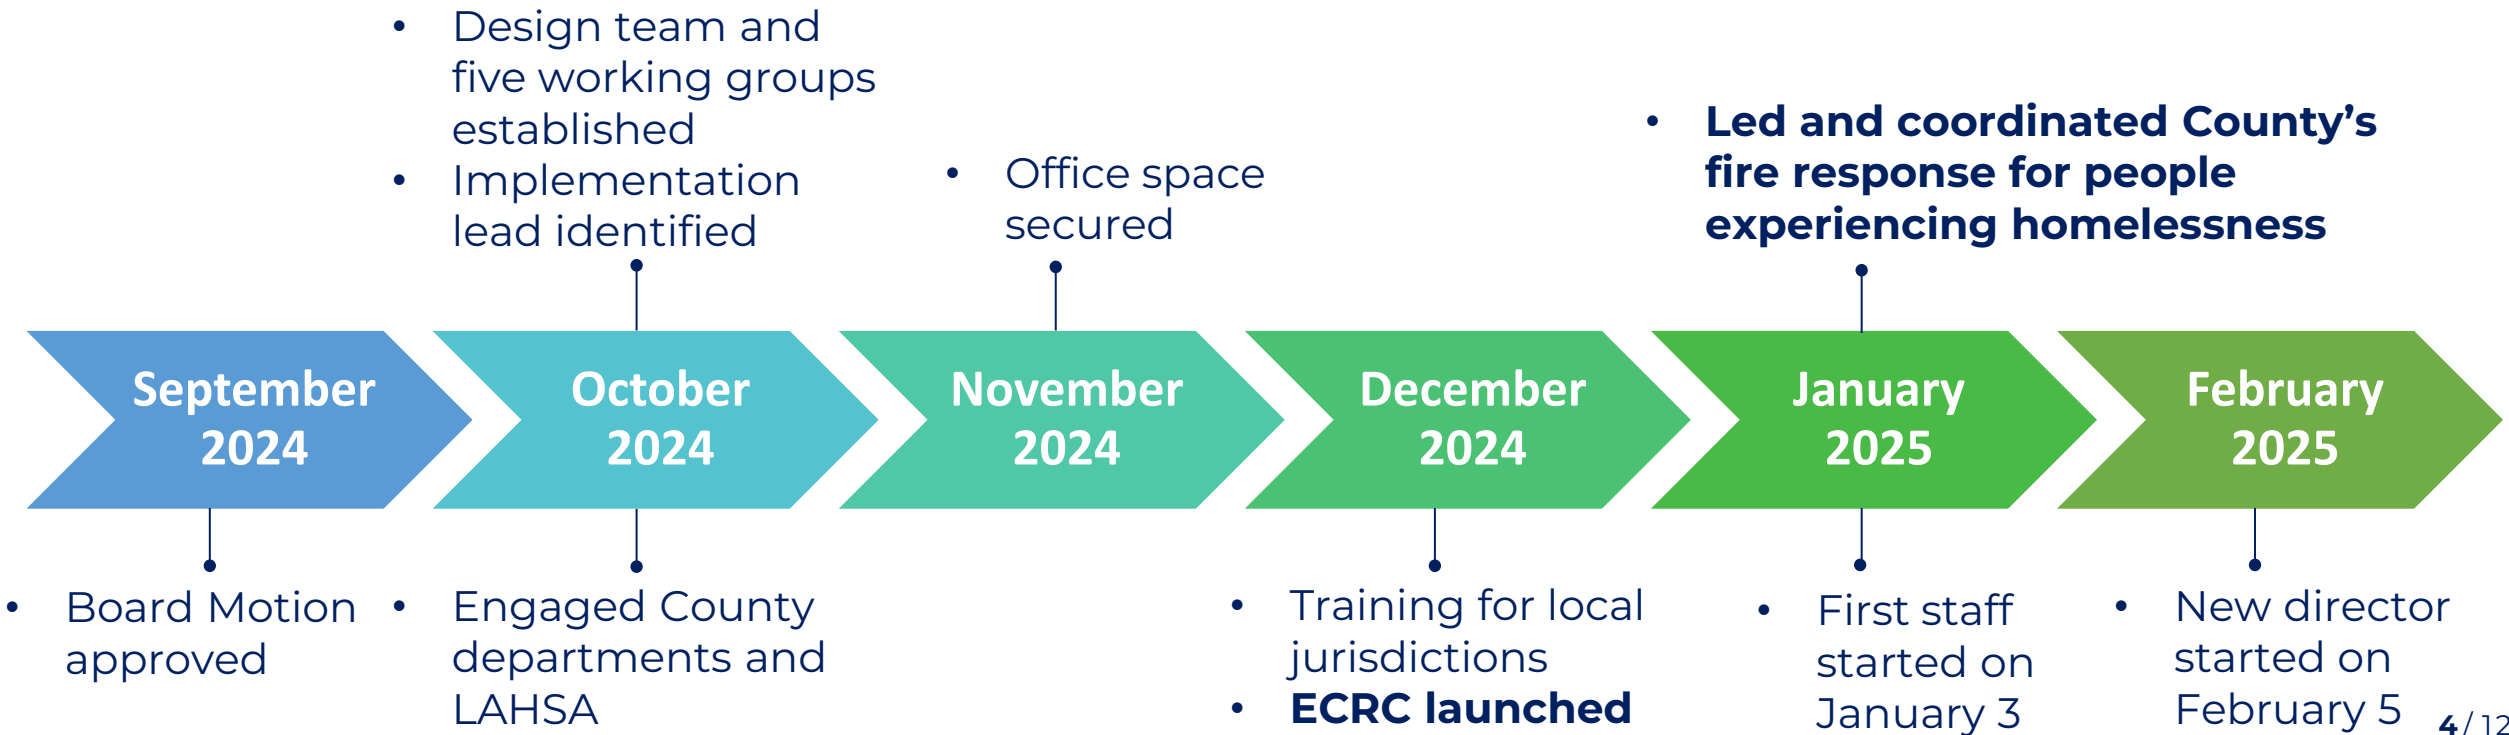 • Design team and
five working groups
established
• Implementation
lead identified
• Office space
secured
• Led and coordinated County’s
fire response for people
experiencing homelessness
September
2024
October
2024
November
2024
December
2024
January
2025
February
2025
• Board Motion
approved
• Engaged County
departments and
LAHSA
• Training for local
jurisdictions
• ECRC launched
• First staff
started on
January 3
• New director
started on
February 5
4/ 12